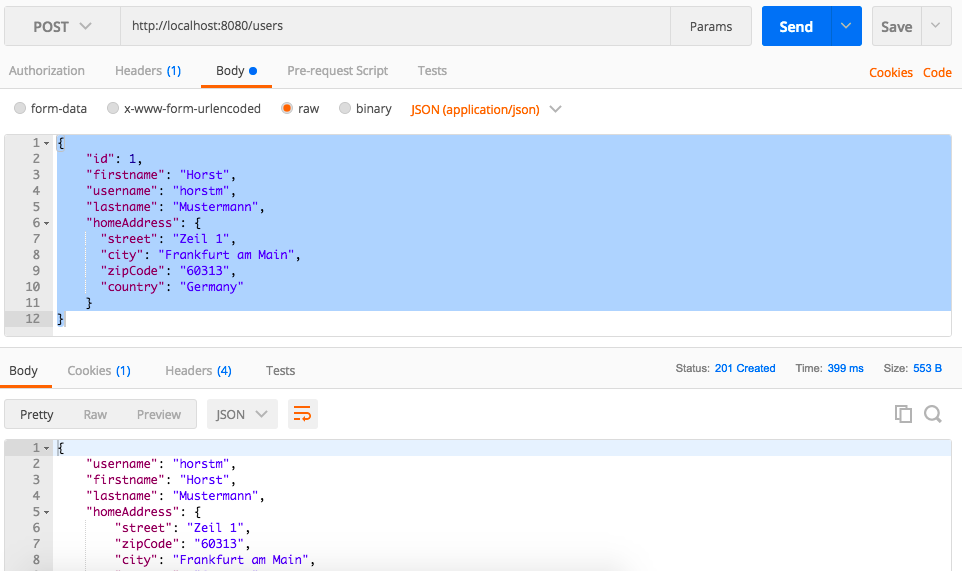 POST http://localhost:8080/users Params Send Save
Authorization Headers (1) Body Pre-request Script Tests Cookies Code
form-data x-www-form-urlencoded raw binary JSON (application/json)
1 {
2 "id": 1,
3 "firstname": "Horst",
4 "username": "horstm",
5 "lastname": "Mustermann",
6 "homeAddress": {
7 "street": "Zeil 1",
8 "city": "Frankfurt am Main",
9 "zipCode": "60313",
10 "country": "Germany"
11 }
12 }
Body Cookies (1) Headers (4) Tests Status: 201 Created Time: 399 ms Size: 553 B
Pretty Raw Preview JSON
1 {
2 "username": "horstm",
3 "firstname": "Horst",
4 "lastname": "Mustermann",
5 "homeAddress": {
6 "street": "Zeil 1",
7 "zipCode": "60313",
8 "city": "Frankfurt am Main",